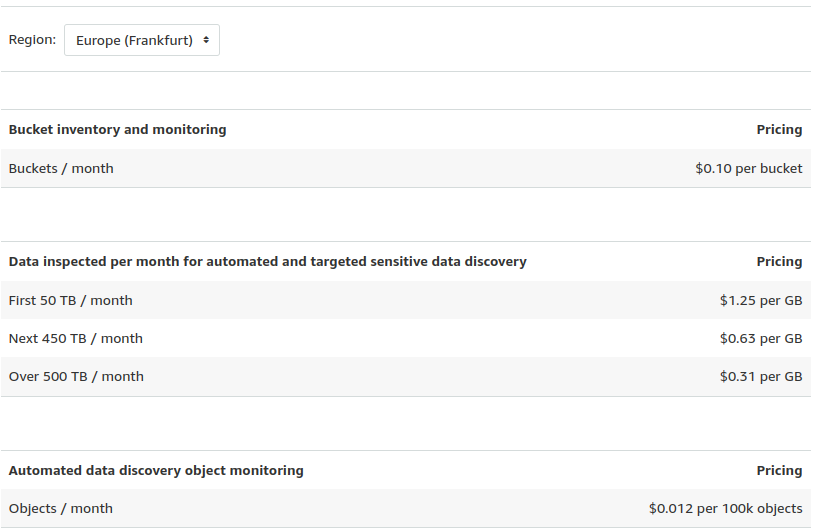 Region: Europe (Frankfurt)
Bucket inventory and monitoring Pricing
Buckets / month $0.10 per bucket
Data inspected per month for automated and targeted sensitive data discovery Pricing
First 50 TB / month $1.25 per GB
Next 450 TB / month $0.63 per GB
Over 500 TB / month $0.31 per GB
Automated data discovery object monitoring Pricing
Objects / month $0.012 per 100k objects